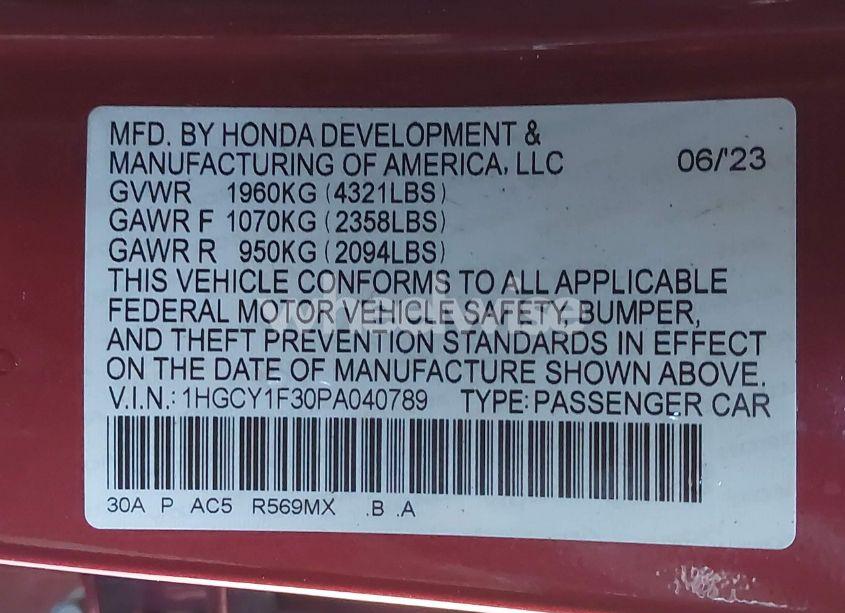 MFD. BY HONDA DEVELOPMENT &
MANUFACTURING OF AMERICA, LLC 06/'23
GVWR 1960KG (4321LBS)
GAWR F 1070KG (2358LBS)
GAWR R 950KG (2094LBS)
THIS VEHICLE CONFORMS TO ALL APPLICABLE
FEDERAL MOTOR VEHICLE SAFETY, BUMPER,
AND THEFT PREVENTION STANDARDS IN EFFECT
ON THE DATE OF MANUFACTURE SHOWN ABOVE.
V.I.N.: 1HGCY1F30PA040789 TYPE: PASSENGER CAR
30A P AC5 R569MX .B .A